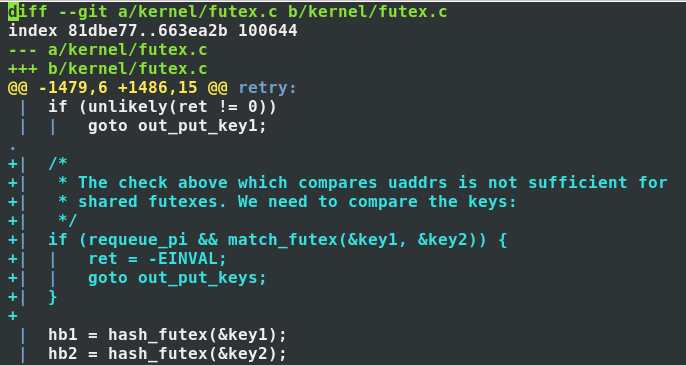 diff --git a/kernel/futex.c b/kernel/futex.c
index 81dbe77..663ea2b 100644
--- a/kernel/futex.c
+++ b/kernel/futex.c
@@ -1479,6 +1486,15 @@ retry:
 |  if (unlikely(ret != 0))
 |  |   goto out_put_key1;
.
+|  /*
+|   * The check above which compares uaddrs is not sufficient for
+|   * shared futexes. We need to compare the keys:
+|   */
+|  if (requeue_pi && match_futex(&key1, &key2)) {
+|  |   ret = -EINVAL;
+|  |   goto out_put_keys;
+|  }
+
 |  hb1 = hash_futex(&key1);
 |  hb2 = hash_futex(&key2);